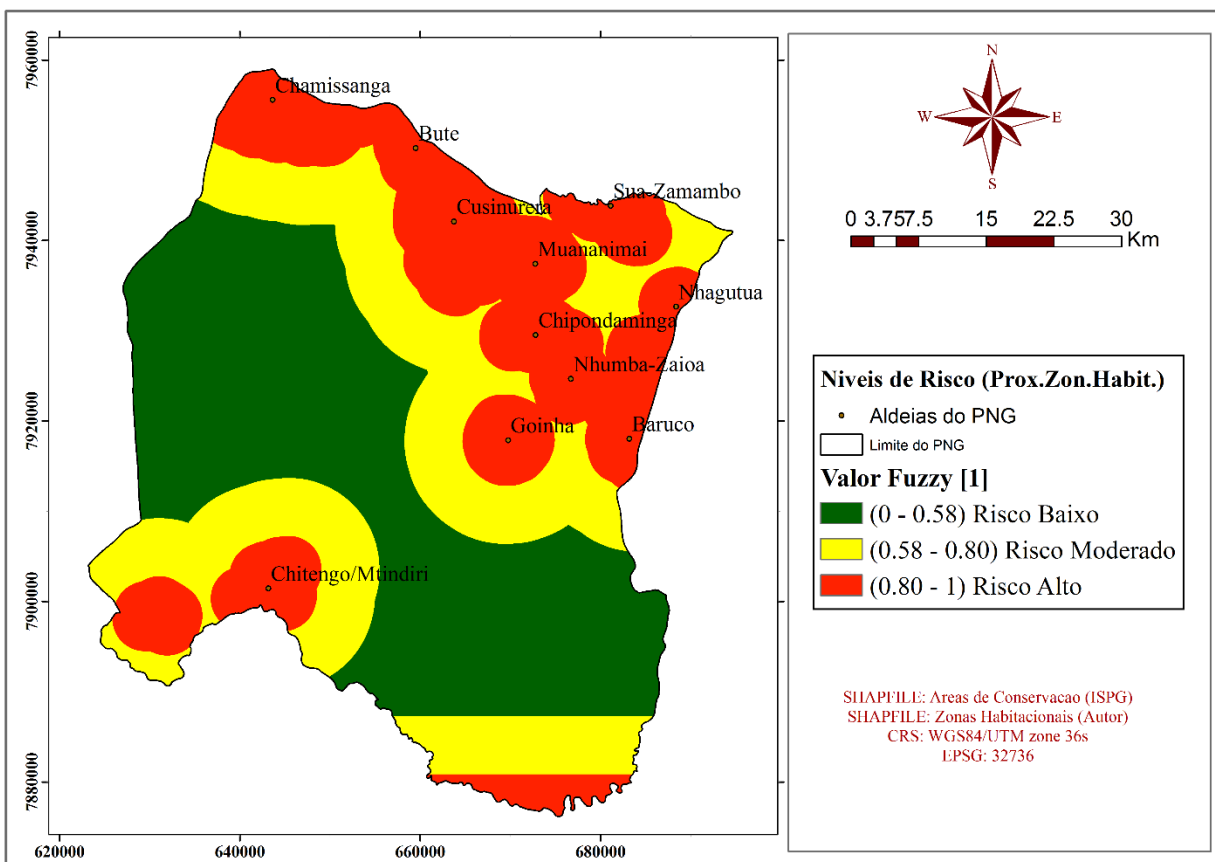 Chamissanga
Bute
Sua-Zamambo
Cusinurera
Muananimai
Nhagutua
Chipondaminga
Nhumba-Zaioa
Goinha
Baruco
Chitengo/Mtindiri
7960000
7940000
7920000
7900000
7880000
620000 640000 660000 680000
N
W E
S
0 3.757.5 15 22.5 30
Km
Niveis de Risco (Prox.Zon.Habit.)
Aldeias do PNG
Limite do PNG
Valor Fuzzy [1]
(0 - 0.58) Risco Baixo
(0.58 - 0.80) Risco Moderado
(0.80 - 1) Risco Alto
SHAPFILE: Areas de Conservacao (ISPG)
SHAPFILE: Zonas Habitacionais (Autor)
CRS: WGS84/UTM zone 36s
EPSG: 32736